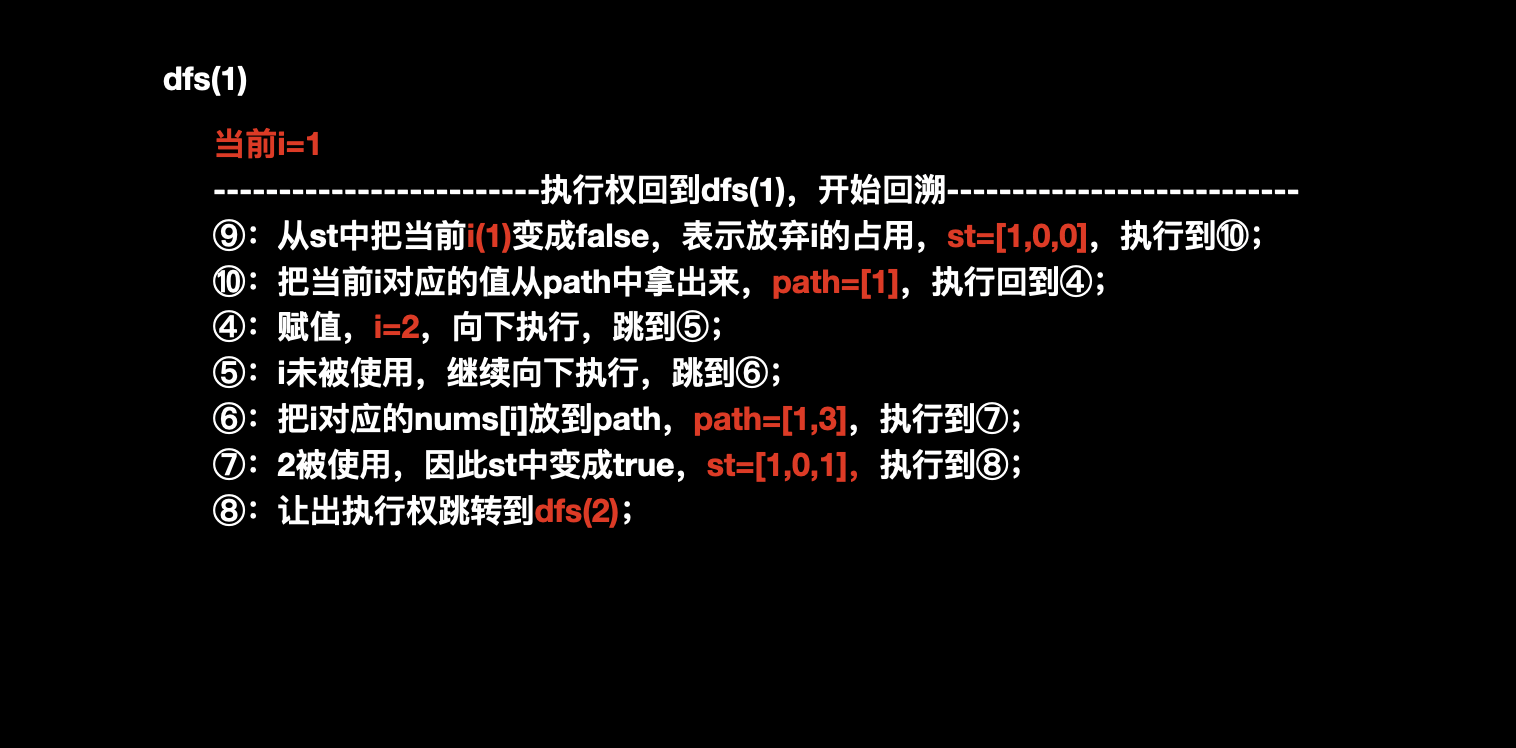 dfs(1)
当前i=1
-------------------------执行权回到dfs(1)，开始回溯---------------------------
⑨：从st中把当前i(1)变成false，表示放弃i的占用，st=[1,0,0]，执行到⑩；
⑩：把当前i对应的值从path中拿出来，path=[1]，执行回到④；
④：赋值，i=2，向下执行，跳到⑤；
⑤：i未被使用，继续向下执行，跳到⑥；
⑥：把i对应的nums[i]放到path，path=[1,3]，执行到⑦；
⑦：2被使用，因此st中变成true，st=[1,0,1]，执行到⑧；
⑧：让出执行权跳转到dfs(2)；